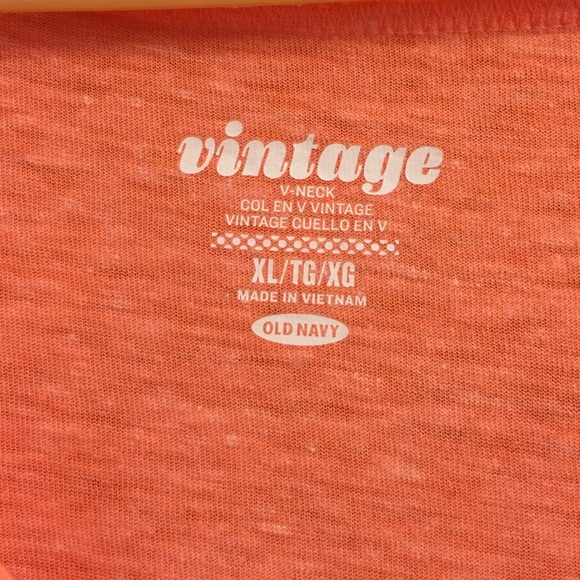 vintage
V-NECK
COL EN V VINTAGE
VINTAGE CUELLO EN V
XL/TG/XG
MADE IN VIETNAM
OLD NAVY